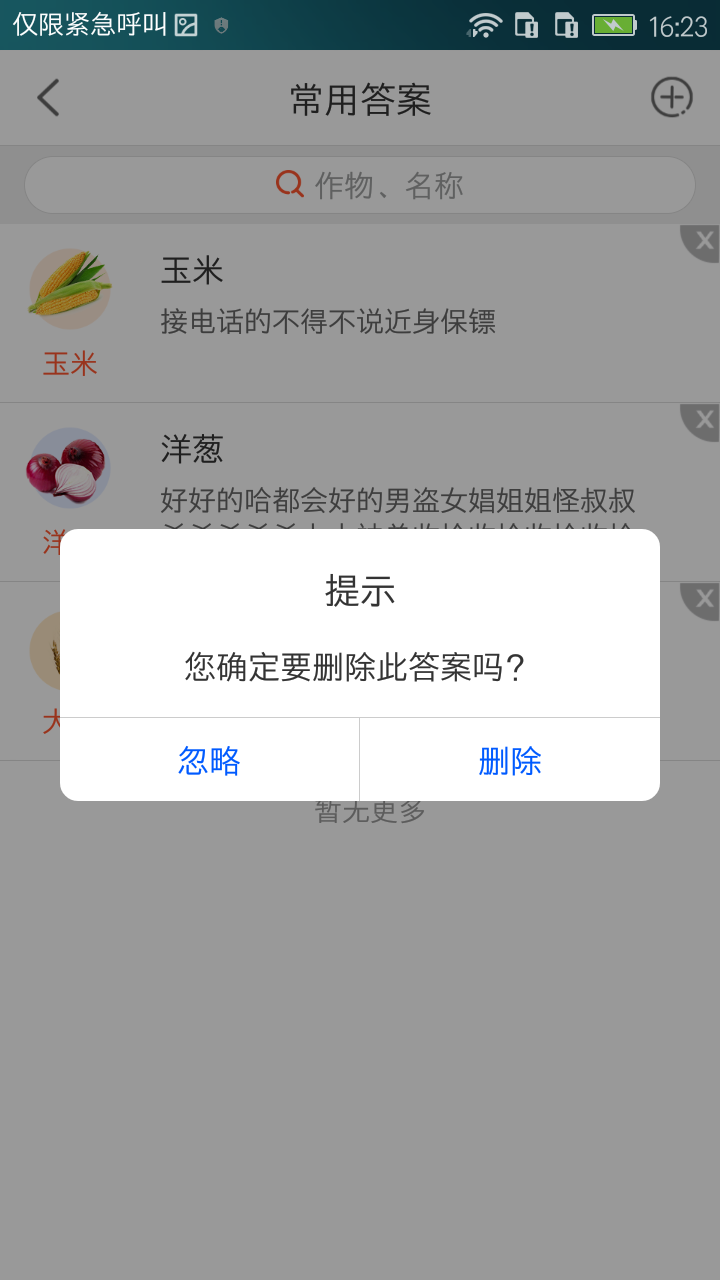 仅限紧急呼叫 16:23
常用答案
作物、名称
X
玉米
接电话的不得不说近身保镖
玉米
X
洋葱
好好的哈都会好的男盗女娼姐姐怪叔叔
洋
X
提示
您确定要删除此答案吗？
大
忽略 删除
暂无更多